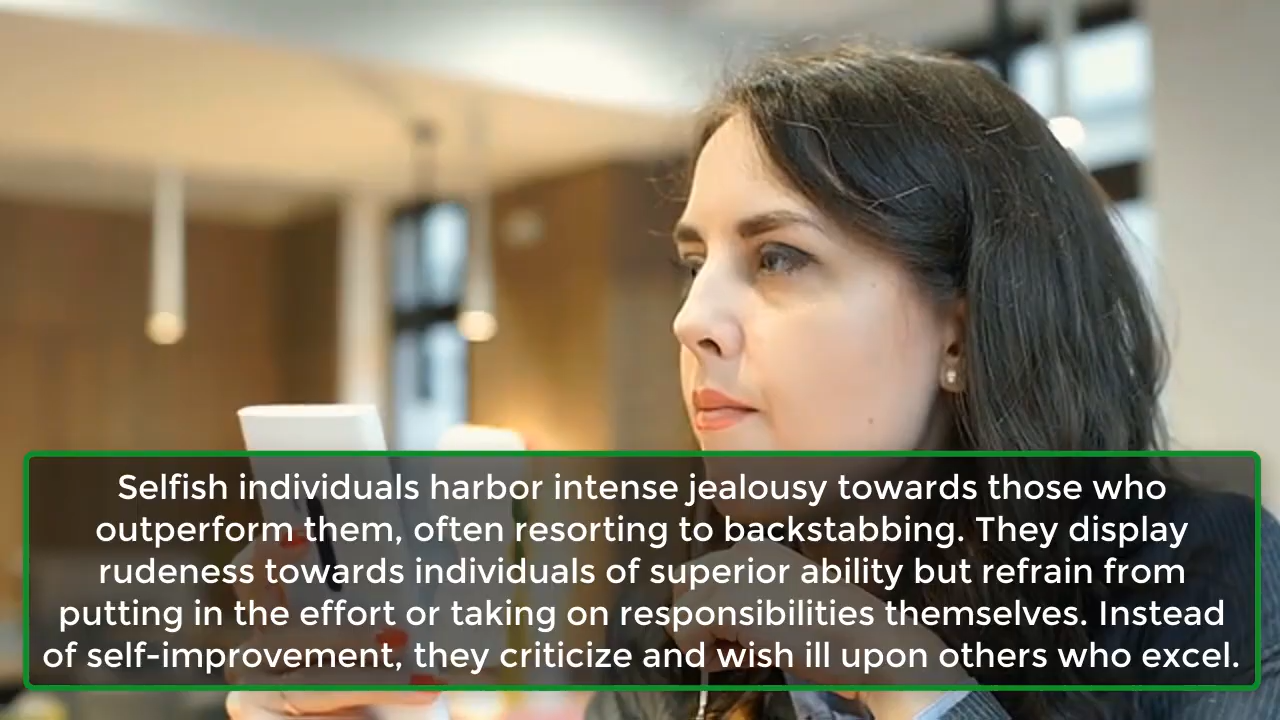 Selfish individuals harbor intense jealousy towards those who
outperform them, often resorting to backstabbing. They display
rudeness towards individuals of superior ability but refrain from
putting in the effort or taking on responsibilities themselves. Instead
of self-improvement, they criticize and wish ill upon others who excel.